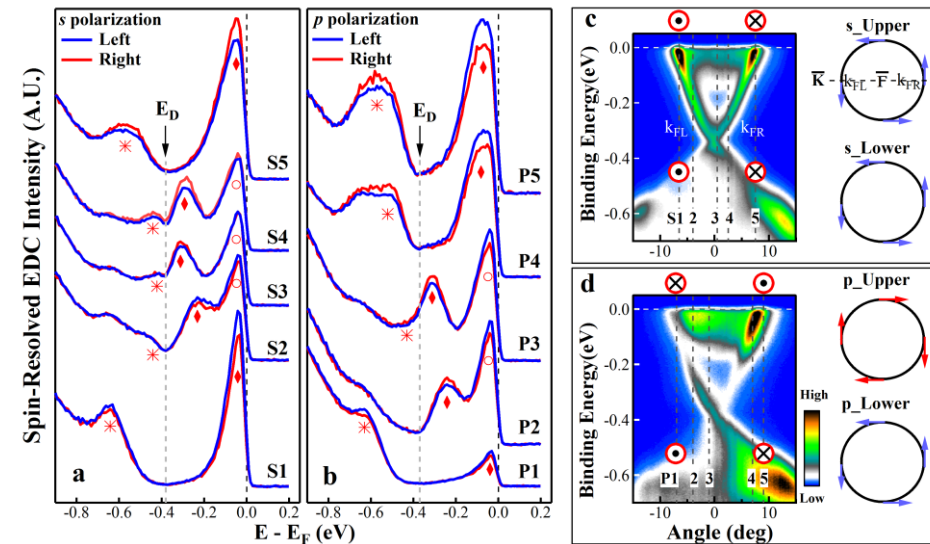 s polarization
Left
Right
E_D
S5
S4
S3
S2
S1
a
Spin-Resolved EDC Intensity (A.U.)
-0.8 -0.6 -0.4 -0.2 0.0 0.2
p polarization
Left
Right
E_D
P5
P4
P3
P2
P1
b
-0.8 -0.6 -0.4 -0.2 0.0 0.2
E - E_F (eV)
c
Binding Energy(eV)
0.0
-0.2
-0.4
-0.6
k_FL
k_FR
S1 2 3 4 5
-10 0 10
s_Upper
K̅ - k_FL - Γ̅ - k_FR
s_Lower
d
Binding Energy(eV)
0.0
-0.2
-0.4
-0.6
P1 2 3 4 5
-10 0 10
Angle (deg)
High
Low
p_Upper
p_Lower